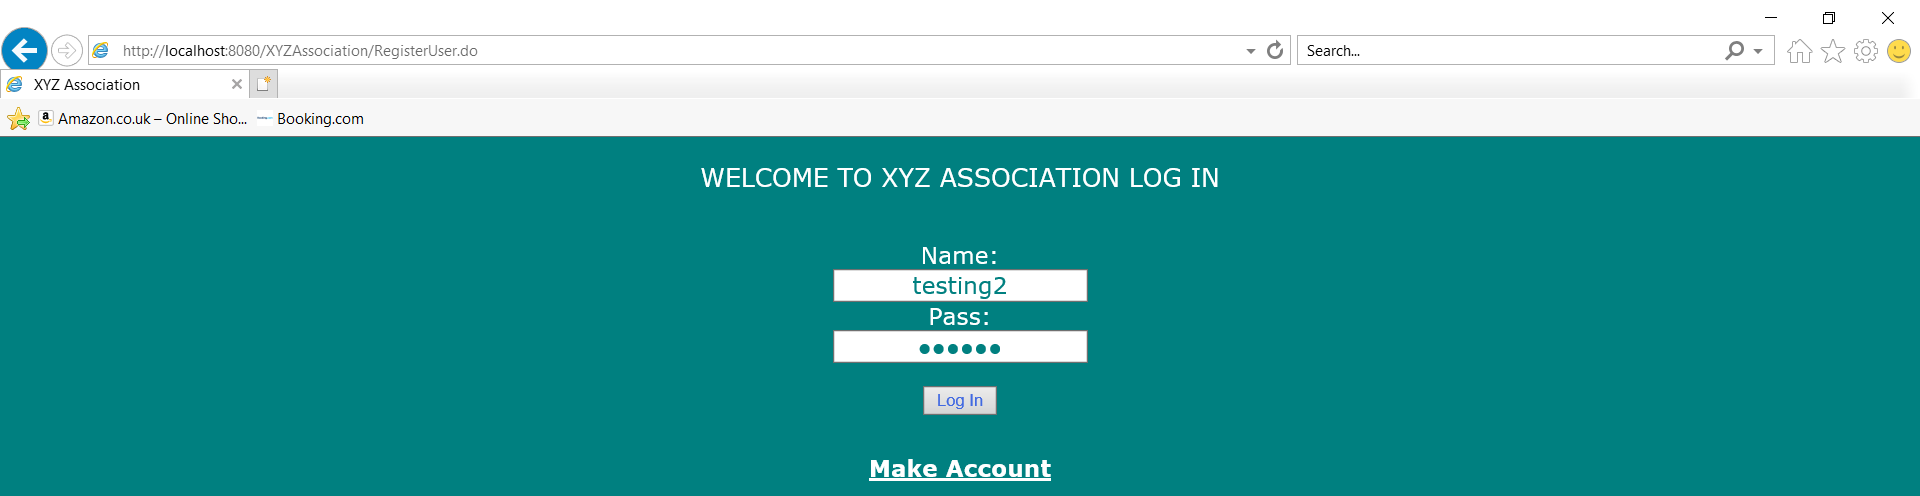 http://localhost:8080/XYZAssociation/RegisterUser.do
Search...
XYZ Association
Amazon.co.uk – Online Sho...
Booking.com
WELCOME TO XYZ ASSOCIATION LOG IN
Name:
testing2
Pass:
••••••
Log In
Make Account